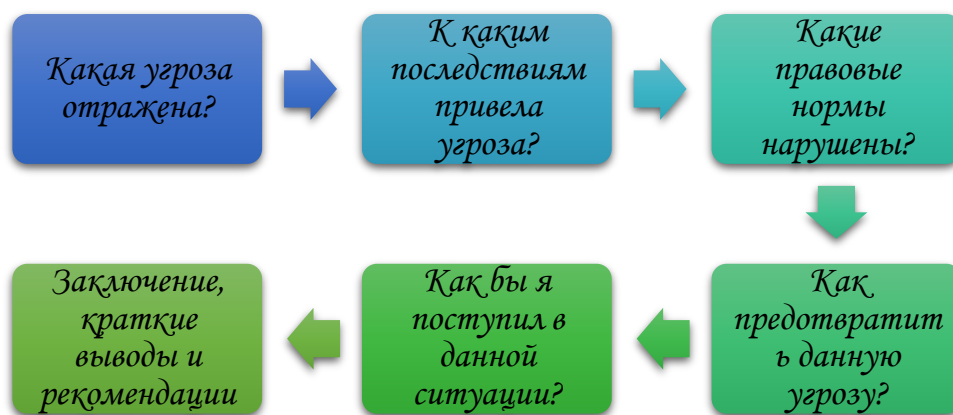 Какая угроза
отражена?
К каким
последствиям
привела
угроза?
Какие
правовые
нормы
нарушены?
Как
предотвратит
ь данную
угрозу?
Как бы я
поступил в
данной
ситуации?
Заключение,
краткие
выводы и
рекомендации